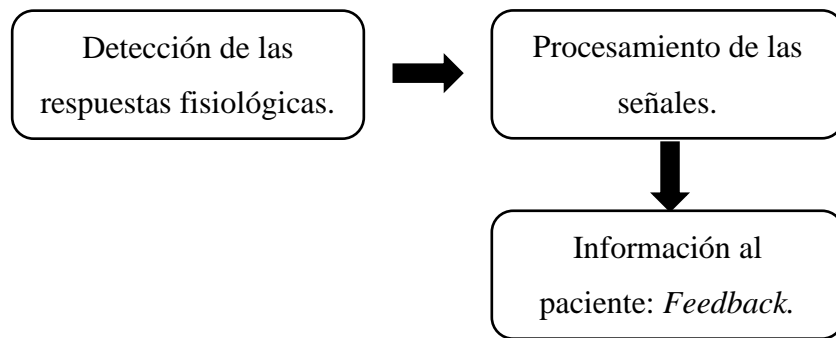 Detección de las
respuestas fisiológicas.
Procesamiento de las
señales.
Información al
paciente: Feedback.